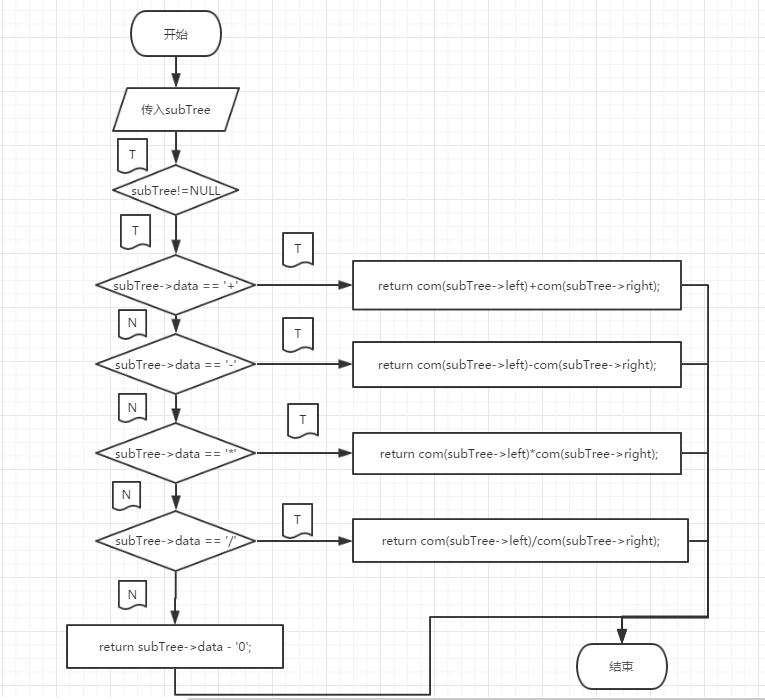 开始
传入subTree
T
subTree!=NULL
T
T
subTree->data == '+'
return com(subTree->left)+com(subTree->right);
N
T
subTree->data == '-'
return com(subTree->left)-com(subTree->right);
N
T
subTree->data == '*'
return com(subTree->left)*com(subTree->right);
N
T
subTree->data == '/'
return com(subTree->left)/com(subTree->right);
N
return subTree->data - '0';
结束